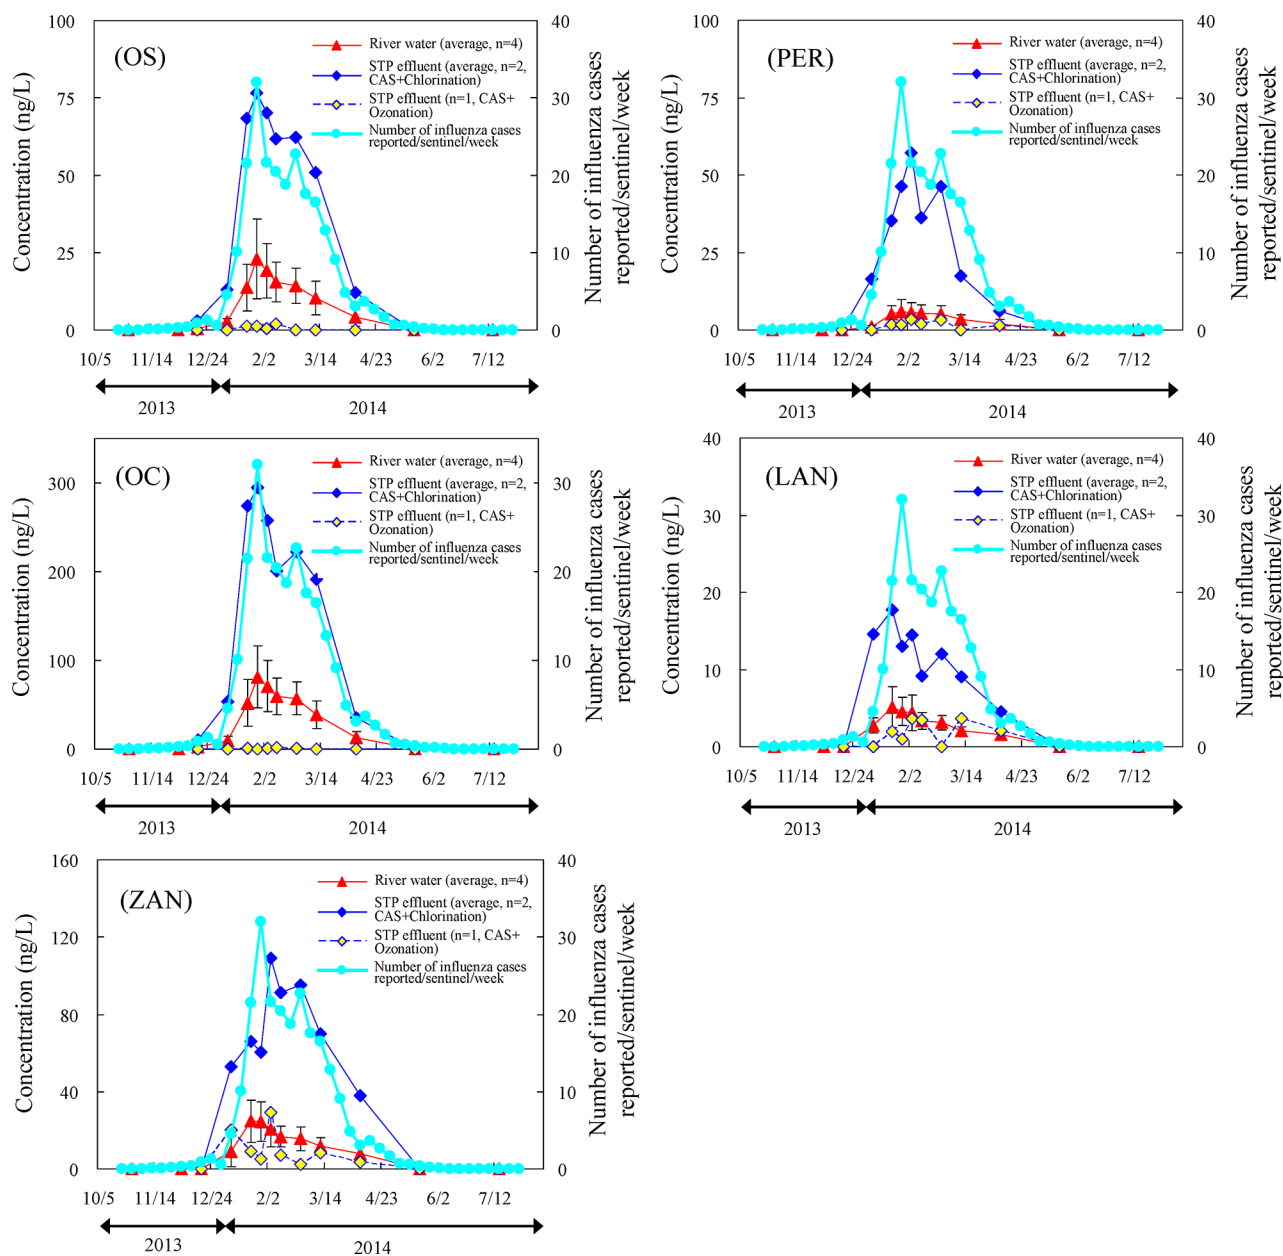 (OS)
Concentration (ng/L)
100
75
50
25
0
River water (average, n=4)
STP effluent (average, n=2,
CAS+Chlorination)
STP effluent (n=1, CAS+
Ozonation)
Number of influenza cases
reported/sentinel/week
40
30
20
10
0
Number of influenza cases
reported/sentinel/week
10/5 11/14 12/24 2/2 3/14 4/23 6/2 7/12
2013 2014
(PER)
Concentration (ng/L)
100
75
50
25
0
River water (average, n=4)
STP effluent (average, n=2,
CAS+Chlorination)
STP effluent (n=1, CAS+
Ozonation)
Number of influenza cases
reported/sentinel/week
40
30
20
10
0
Number of influenza cases
reported/sentinel/week
10/5 11/14 12/24 2/2 3/14 4/23 6/2 7/12
2013 2014
(OC)
Concentration (ng/L)
300
200
100
0
River water (average, n=4)
STP effluent (average, n=2,
CAS+Chlorination)
STP effluent (n=1, CAS+
Ozonation)
Number of influenza cases
reported/sentinel/week
30
20
10
0
Number of influenza cases
reported/sentinel/week
10/5 11/14 12/24 2/2 3/14 4/23 6/2 7/12
2013 2014
(LAN)
Concentration (ng/L)
40
30
20
10
0
River water (average, n=4)
STP effluent (average, n=2,
CAS+Chlorination)
STP effluent (n=1, CAS+
Ozonation)
Number of influenza cases
reported/sentinel/week
40
30
20
10
0
Number of influenza cases
reported/sentinel/week
10/5 11/14 12/24 2/2 3/14 4/23 6/2 7/12
2013 2014
(ZAN)
Concentration (ng/L)
160
120
80
40
0
River water (average, n=4)
STP effluent (average, n=2,
CAS+Chlorination)
STP effluent (n=1, CAS+
Ozonation)
Number of influenza cases
reported/sentinel/week
40
30
20
10
0
Number of influenza cases
reported/sentinel/week
10/5 11/14 12/24 2/2 3/14 4/23 6/2 7/12
2013 2014